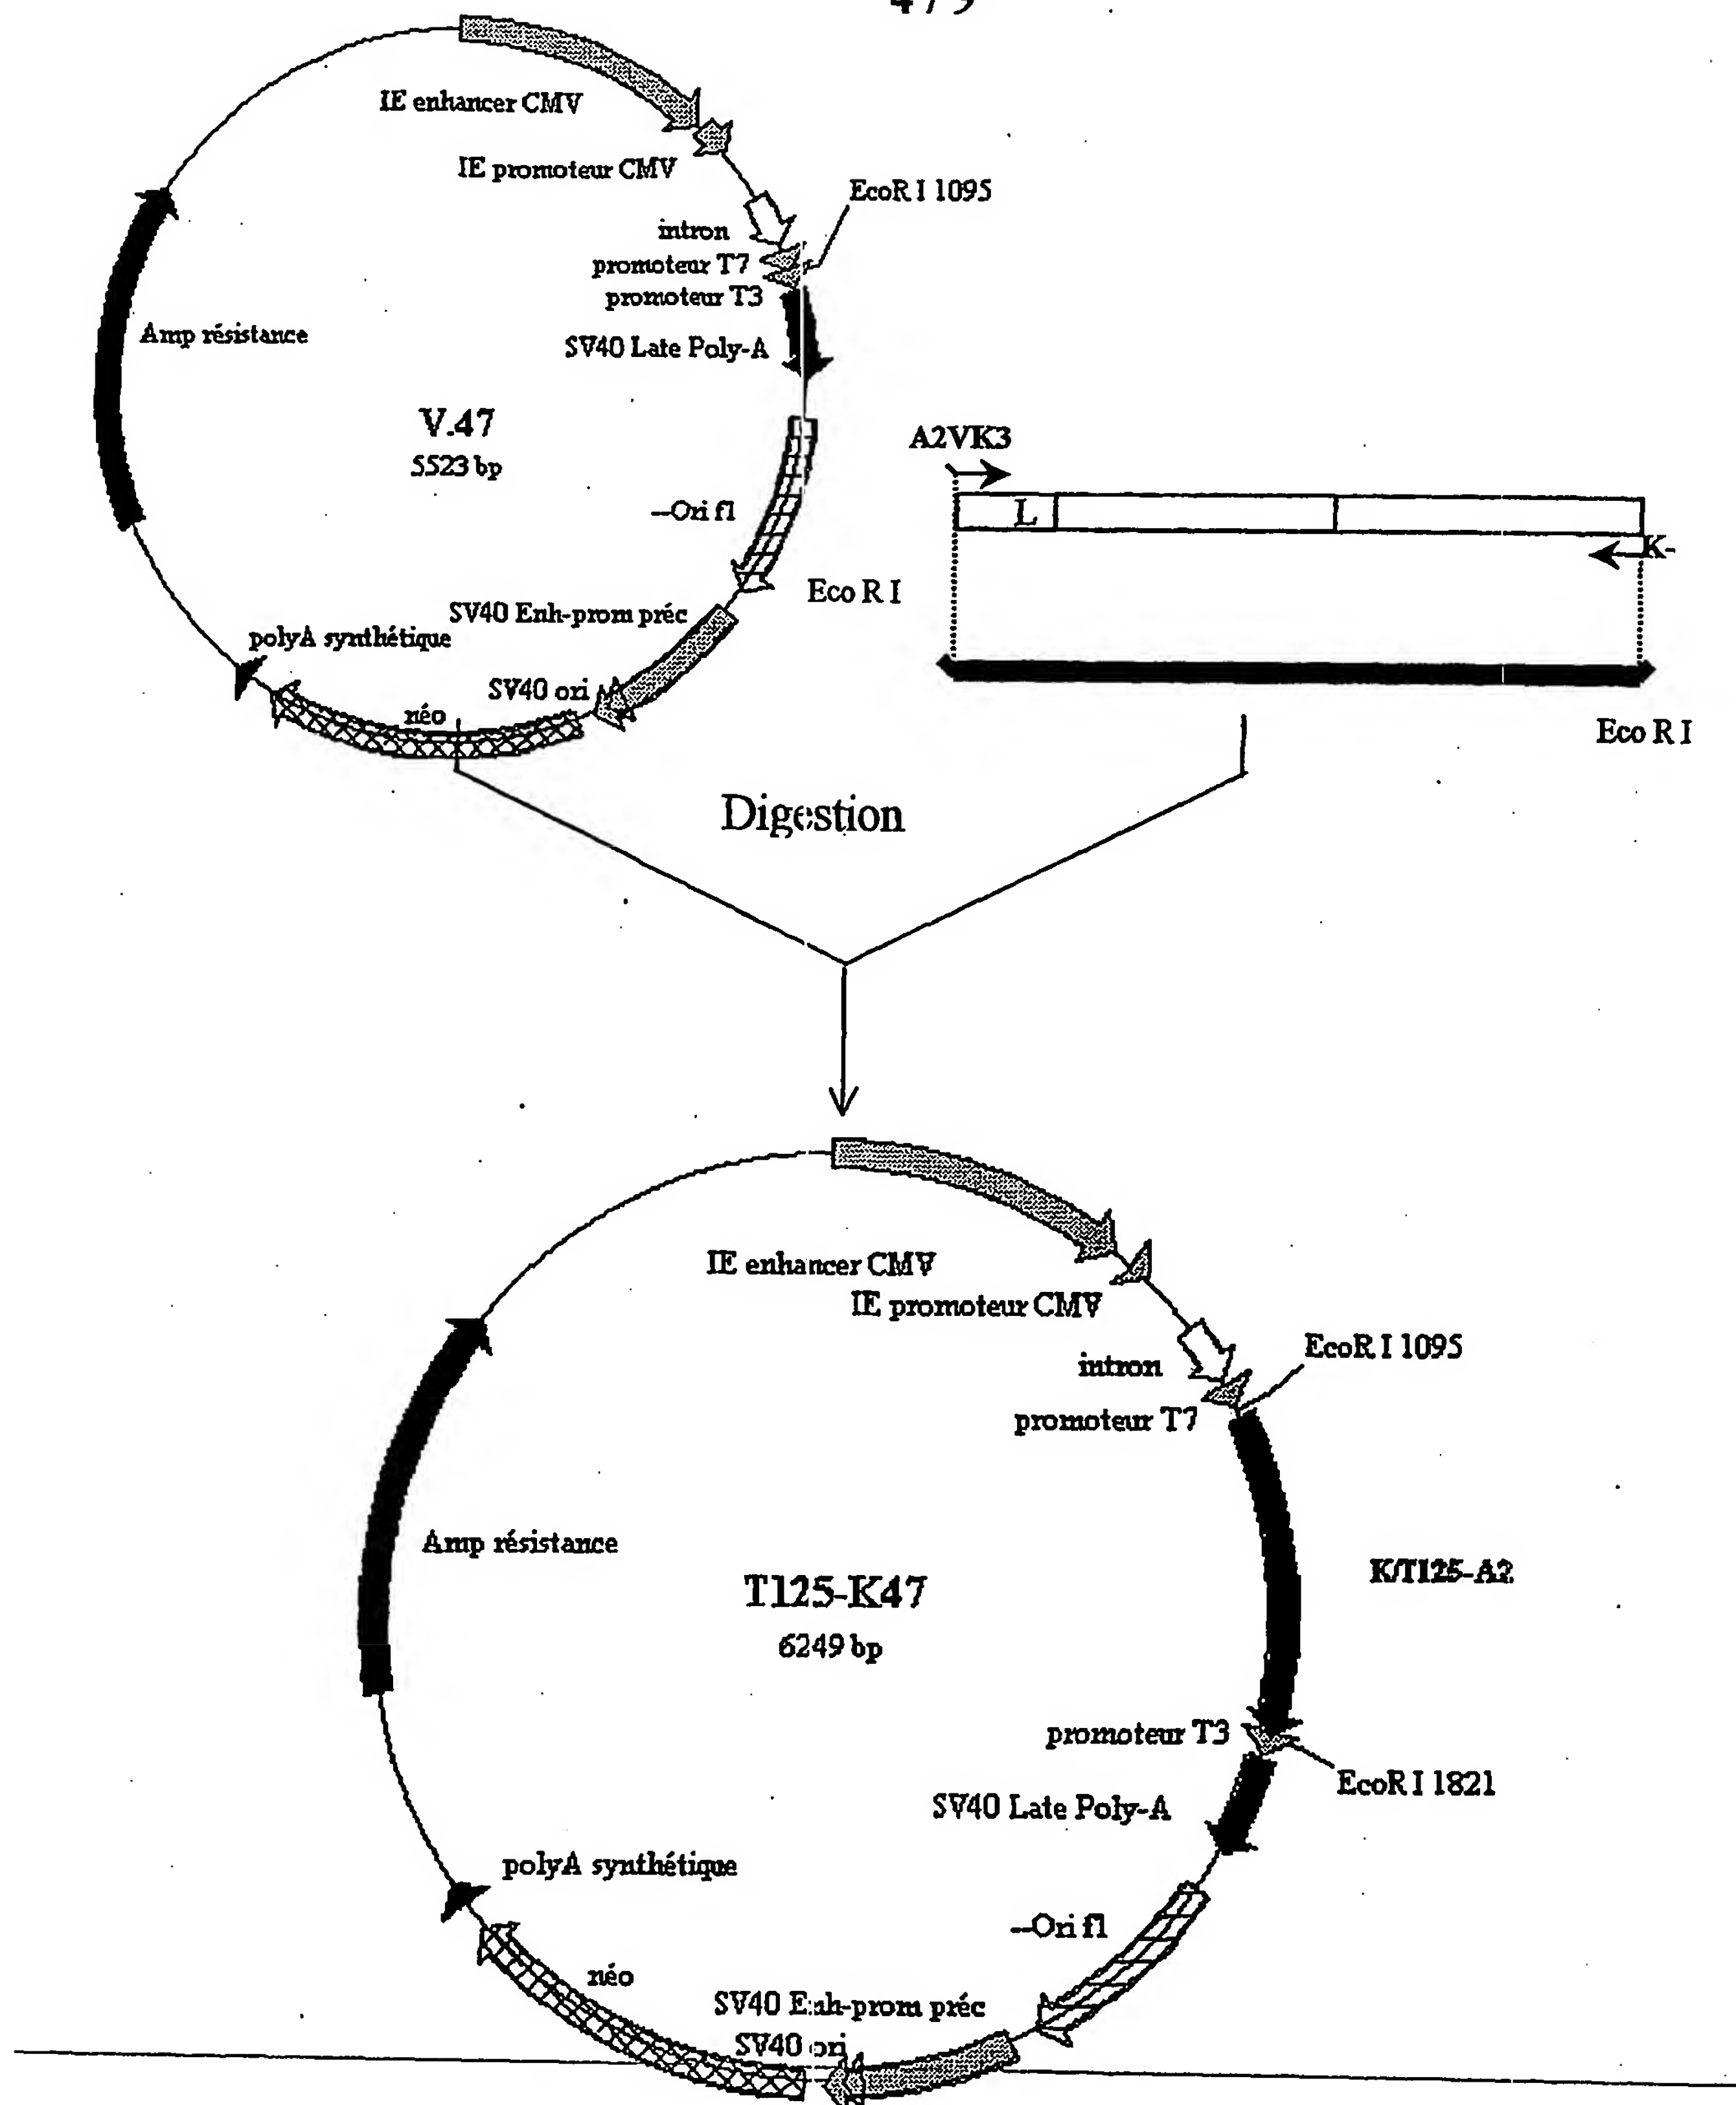 4/9
IE enhancer CMV
IE promoteur CMV
EcoR I 1095
intron
promoteur T7
promoteur T3
Amp résistance
SV40 Late Poly-A
V.47
5523 bp
A2VK3
L
--Ori f1
K-
Eco R I
SV40 Enh-prom préc
polyA synthétique
SV40 ori
néo
Eco R I
Digestion
IE enhancer CMV
IE promoteur CMV
EcoR I 1095
intron
promoteur T7
Amp résistance
K/T125-A2
T125-K47
6249 bp
promoteur T3
EcoR I 1821
SV40 Late Poly-A
polyA synthétique
--Ori f1
néo
SV40 Enh-prom préc
SV40 ori